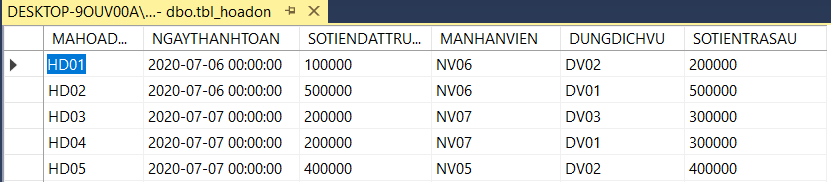 DESKTOP-9OUV00A\...- dbo.tbl_hoadon
MAHOAD... NGAYTHANHTOAN SOTIENDATTRU... MANHANVIEN DUNGDICHVU SOTIENTRASAU
HD01 2020-07-06 00:00:00 100000 NV06 DV02 200000
HD02 2020-07-06 00:00:00 500000 NV06 DV01 500000
HD03 2020-07-07 00:00:00 200000 NV07 DV03 300000
HD04 2020-07-07 00:00:00 200000 NV07 DV01 300000
HD05 2020-07-07 00:00:00 400000 NV05 DV02 400000